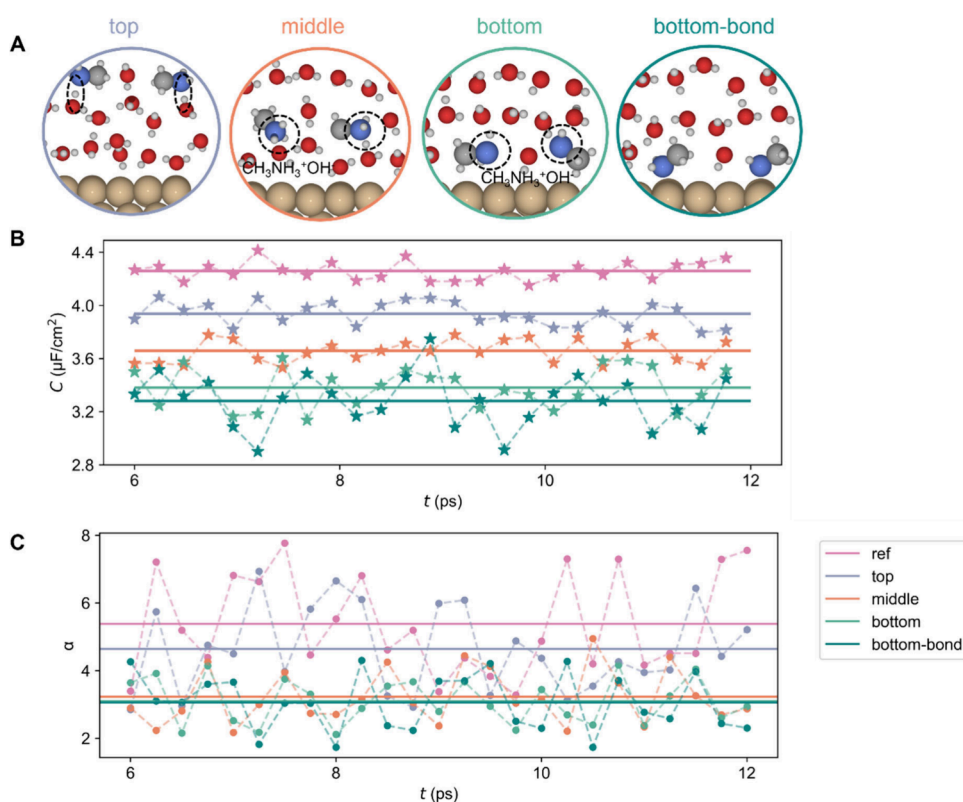 top middle bottom bottom-bond
A
CH₃NH₃⁺OH⁻ CH₃NH₃⁺OH⁻
B
4.4
4.0
3.6
3.2
2.8
C (μF/cm²)
6 8 10 12
t (ps)
C
8
6
4
2
α
6 8 10 12
t (ps)
ref
top
middle
bottom
bottom-bond